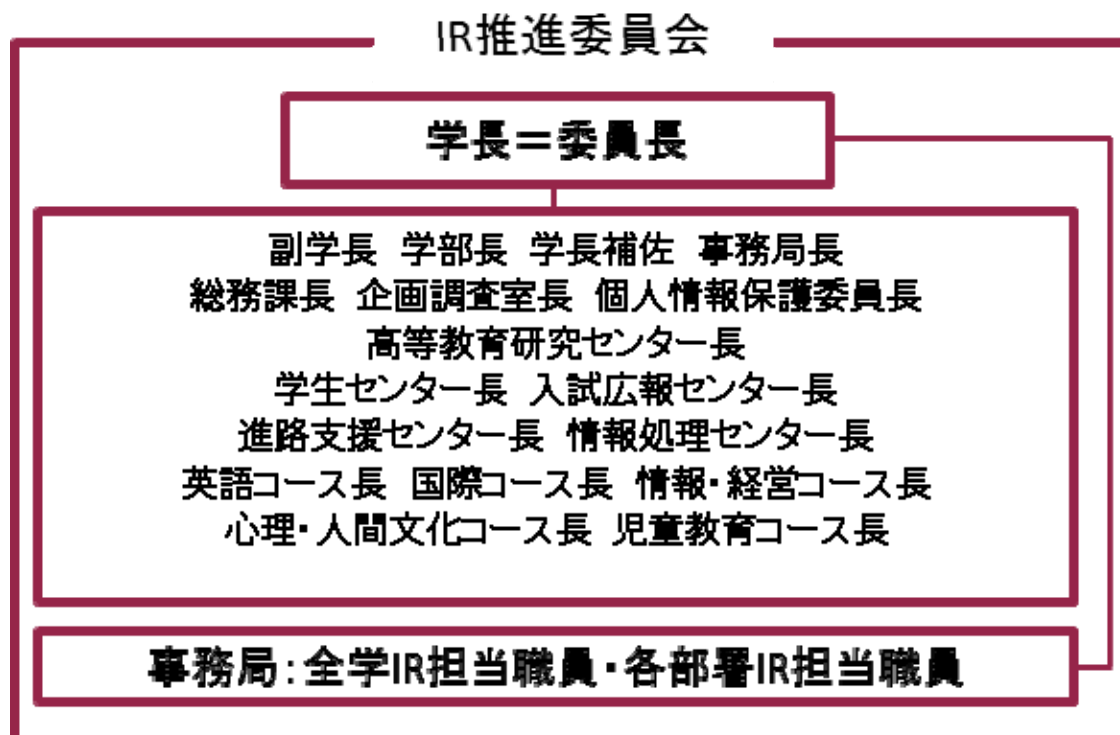 IR推進委員会
学長＝委員長
副学長 学部長 学長補佐 事務局長
総務課長 企画調査室長 個人情報保護委員長
高等教育研究センター長
学生センター長 入試広報センター長
進路支援センター長 情報処理センター長
英語コース長 国際コース長 情報・経営コース長
心理・人間文化コース長 児童教育コース長
事務局：全学IR担当職員・各部署IR担当職員